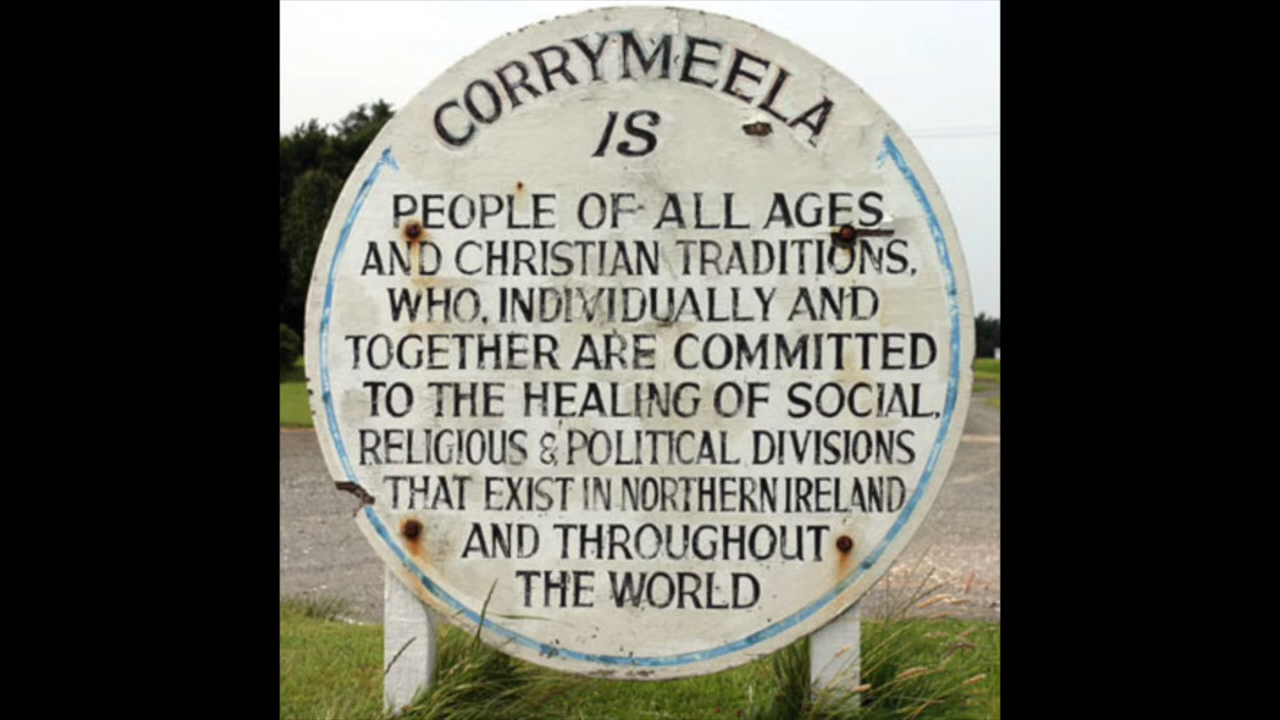 CORRYMEELA
IS
PEOPLE OF ALL AGES
AND CHRISTIAN TRADITIONS,
WHO, INDIVIDUALLY AND
TOGETHER ARE COMMITTED
TO THE HEALING OF SOCIAL,
RELIGIOUS & POLITICAL DIVISIONS
THAT EXIST IN NORTHERN IRELAND
AND THROUGHOUT
THE WORLD